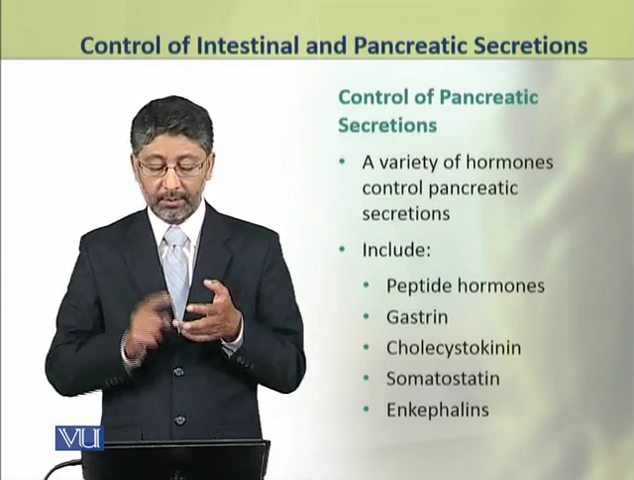 Control of Intestinal and Pancreatic Secretions
Control of Pancreatic
Secretions
• A variety of hormones
control pancreatic
secretions
• Include:
• Peptide hormones
• Gastrin
• Cholecystokinin
• Somatostatin
• Enkephalins
VU